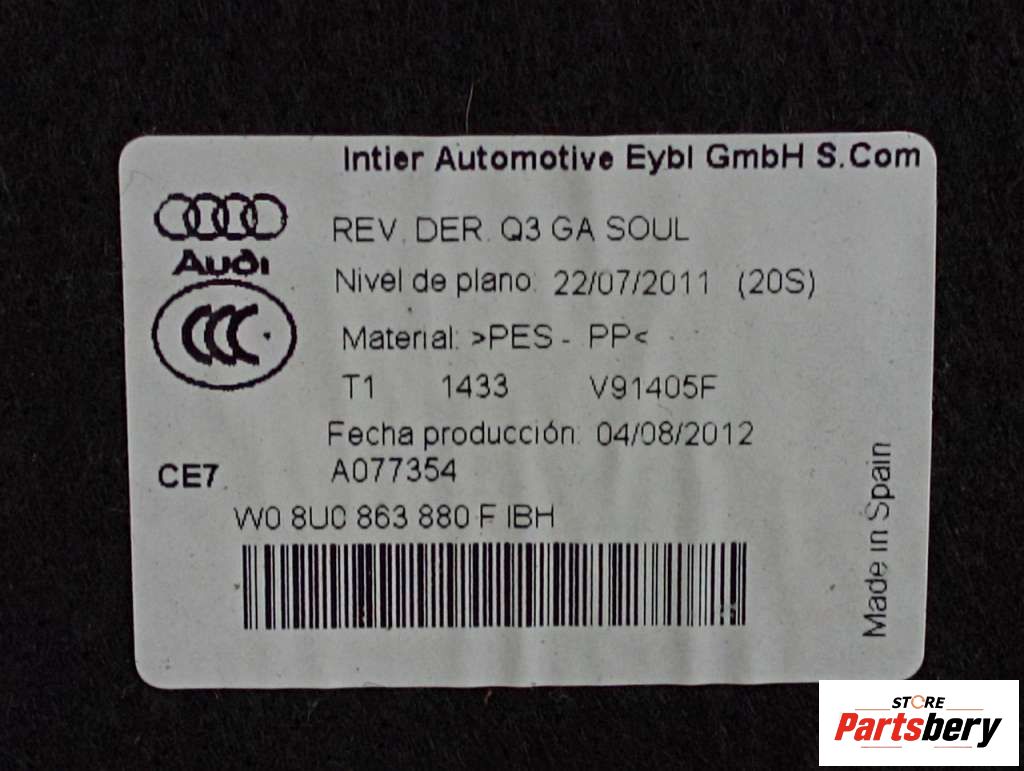 Intier Automotive Eybl GmbH S.Com
Audi
REV. DER. Q3 GA SOUL
Nivel de plano: 22/07/2011 (20S)
CCC
Material: >PES - PP<
T1 1433 V91405F
Fecha producción: 04/08/2012
CE7 A077354
W0 8U0 863 880 F IBH
Made in Spain
STORE
Partsbery